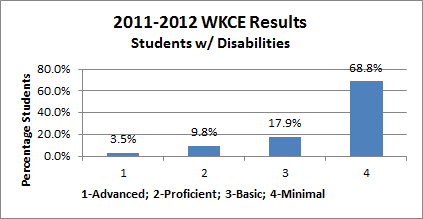 2011-2012 WKCE Results
Students w/ Disabilities
Percentage Students
80.0%
60.0%
40.0%
20.0%
0.0%
3.5%
9.8%
17.9%
68.8%
1 2 3 4
1-Advanced; 2-Proficient; 3-Basic; 4-Minimal